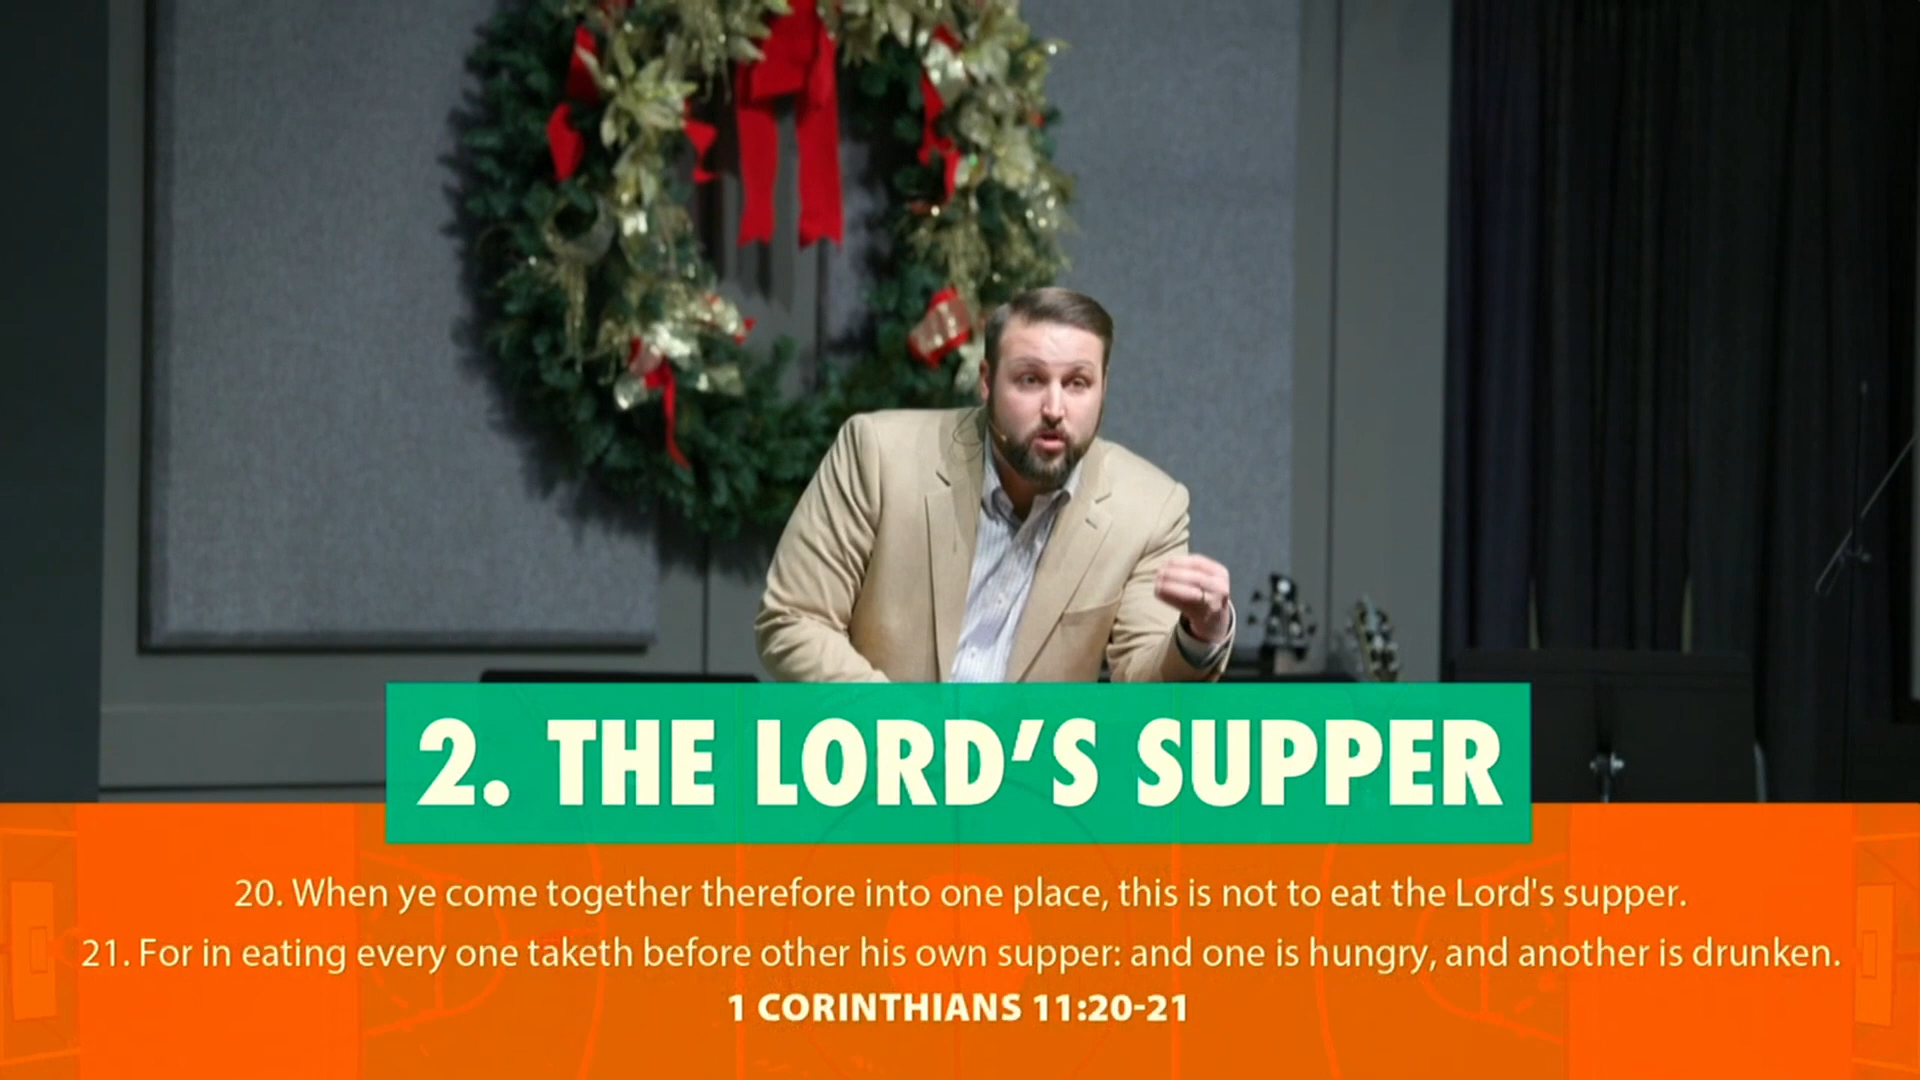 2. THE LORD'S SUPPER
20. When ye come together therefore into one place, this is not to eat the Lord's supper.
21. For in eating every one taketh before other his own supper: and one is hungry, and another is drunken.
1 CORINTHIANS 11:20-21